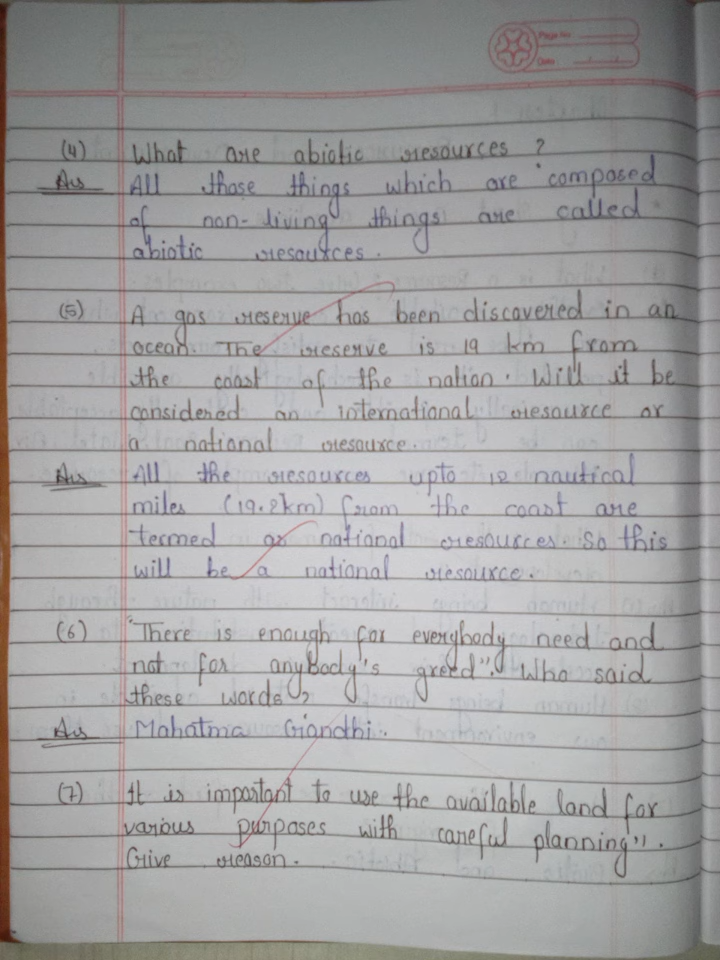 Page No.
Date
(4) What are abiotic resources ?
Ans All those things which are composed
of non-living things are called
abiotic resources.
(5) A gas reserve has been discovered in an
ocean. The reserve is 19 km from
the coast of the nation. Will it be
considered an international resource or
a national resource.
Ans All the resources upto 12 nautical
miles (19.2km) from the coast are
termed as national resources. So this
will be a national resource.
(6) "There is enough for everybody need and
not for anybody's greed". Who said
these words?
Ans Mahatma Gandhi.
(7) It is important to use the available land for
various purposes with careful planning".
Give reason.